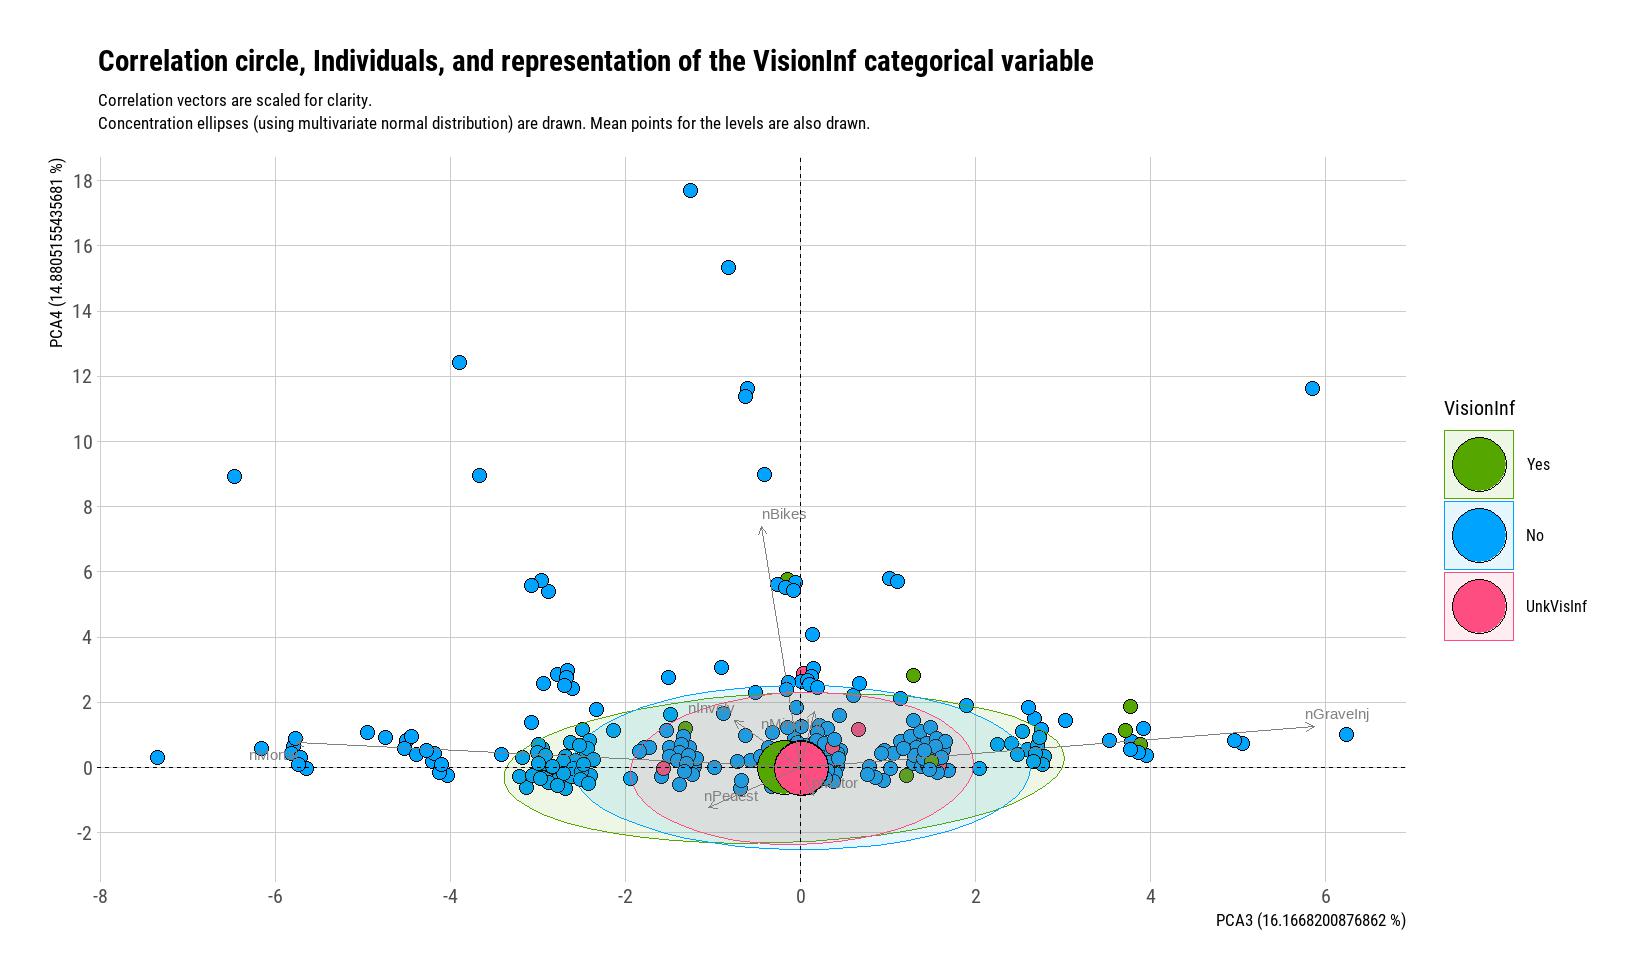 Correlation circle, Individuals, and representation of the VisionInf categorical variable
Correlation vectors are scaled for clarity.
Concentration ellipses (using multivariate normal distribution) are drawn. Mean points for the levels are also drawn.
PCA4 (14.8805155435681 %)
18
16
14
12
10
8
6
4
2
0
-2
nBikes
nGraveInj
nPedest
-8
-6
-4
-2
0
2
4
6
PCA3 (16.1668200876862 %)
VisionInf
Yes
No
UnkVisInf